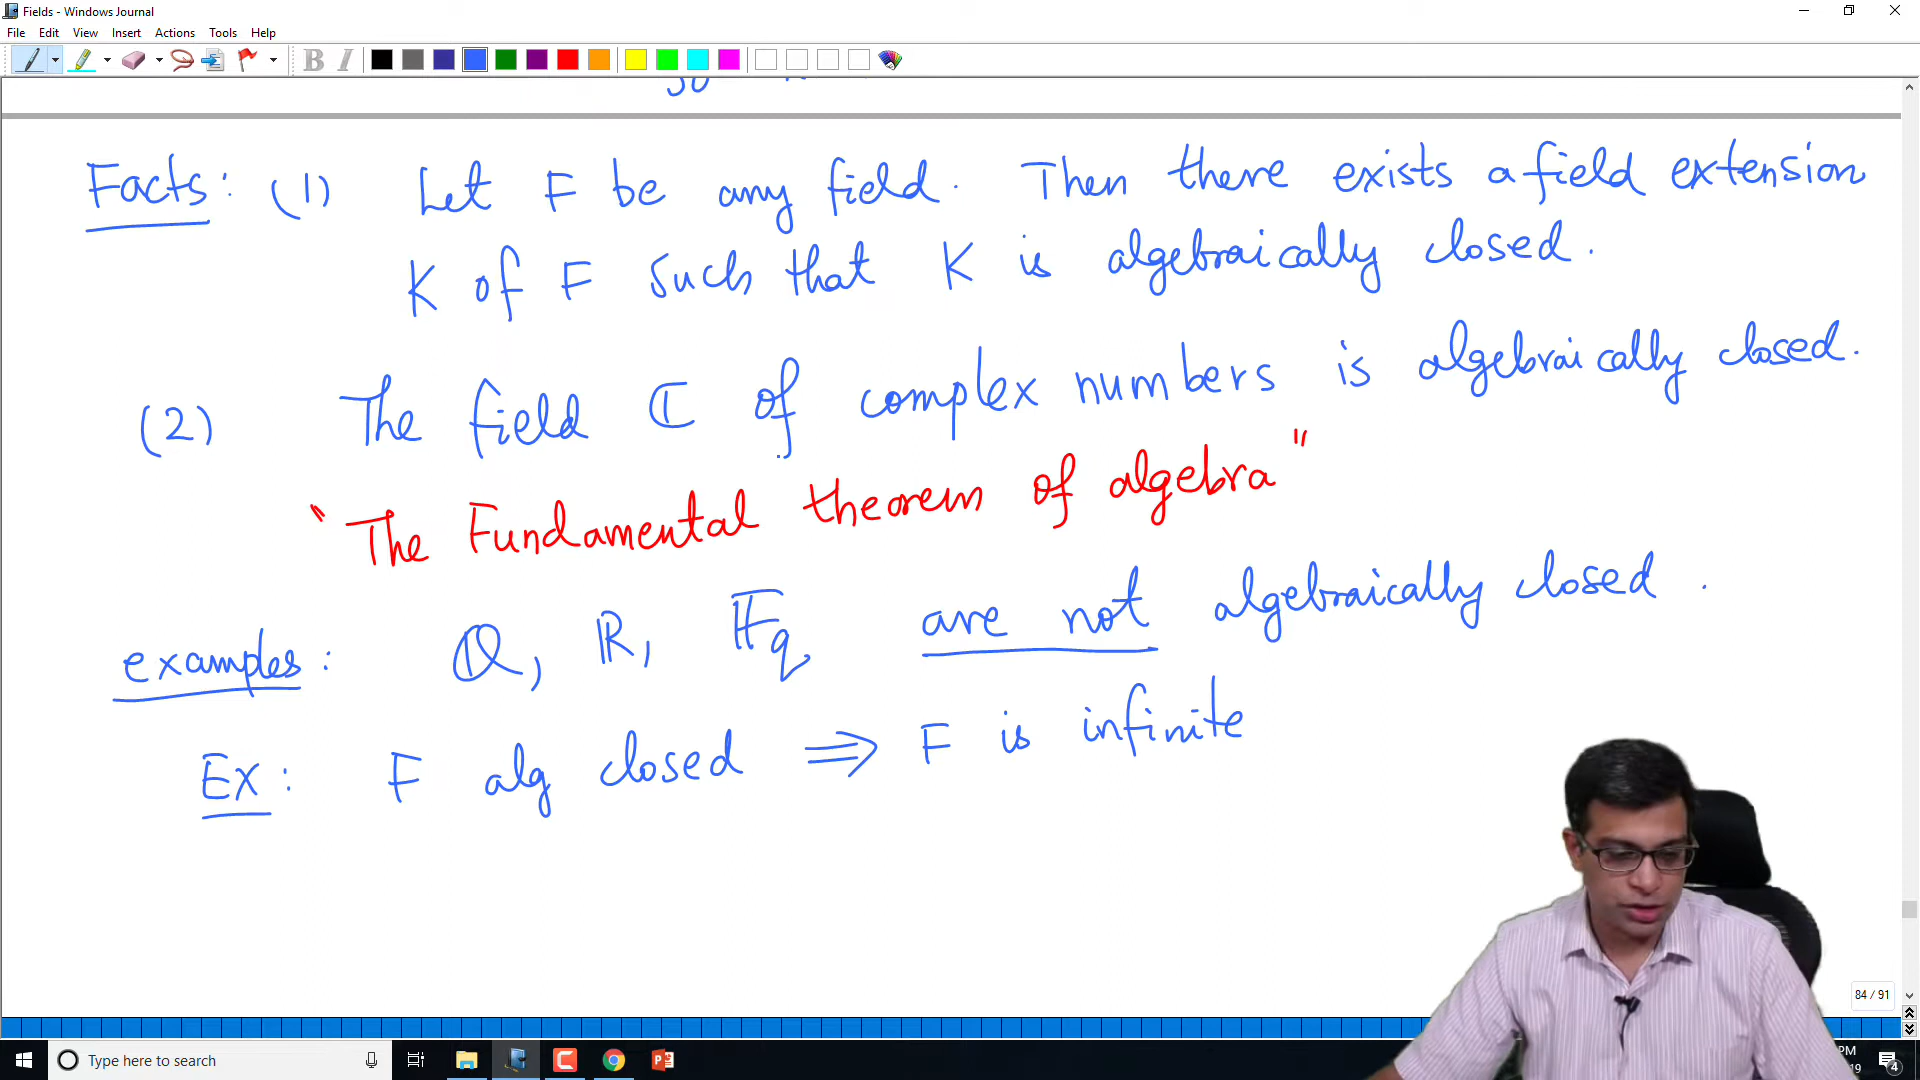 Fields - Windows Journal
File Edit View Insert Actions Tools Help
B I
Facts: (1) Let F be any field. Then there exists a field extension
K of F such that K is algebraically closed.
(2) The field ℂ of complex numbers is algebraically closed.
"The Fundamental theorem of algebra"
examples: ℚ, ℝ, 𝔽q are not algebraically closed.
Ex: F alg closed ⟹ F is infinite
84 / 91
Type here to search
PM
19
4